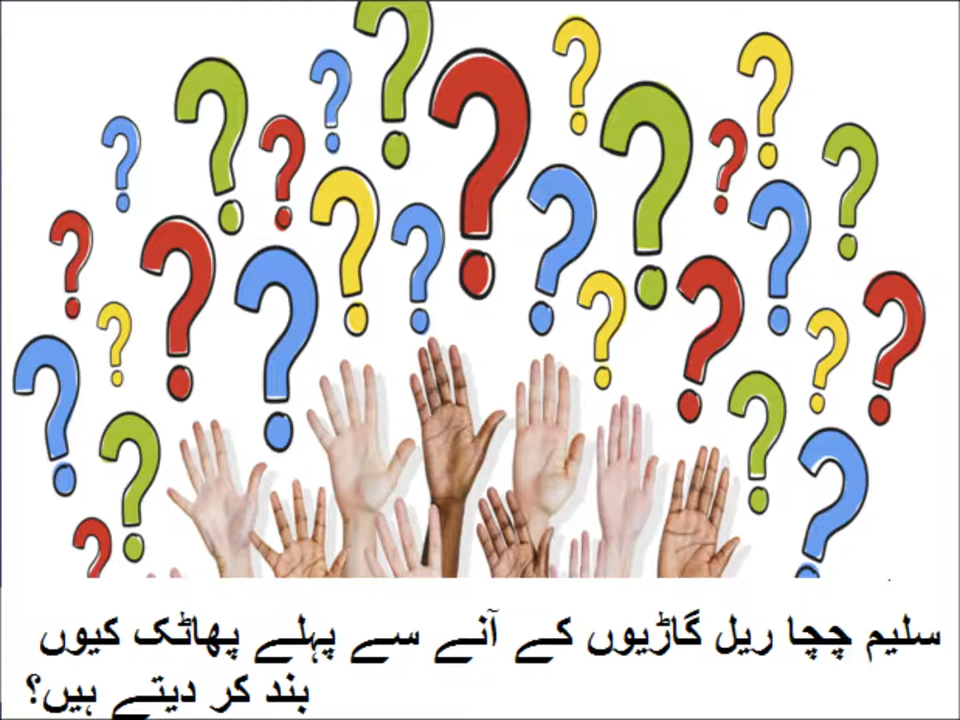 سلیم چچا ریل گاڑیوں کے آنے سے پہلے پھاٹک کیوں
بند کر دیتے ہیں؟